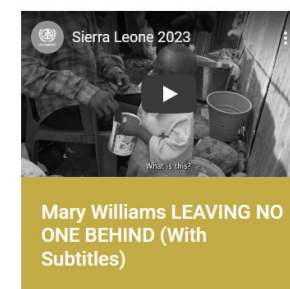 Sierra Leone 2023
What is this?
Mary Williams LEAVING NO
ONE BEHIND (With
Subtitles)